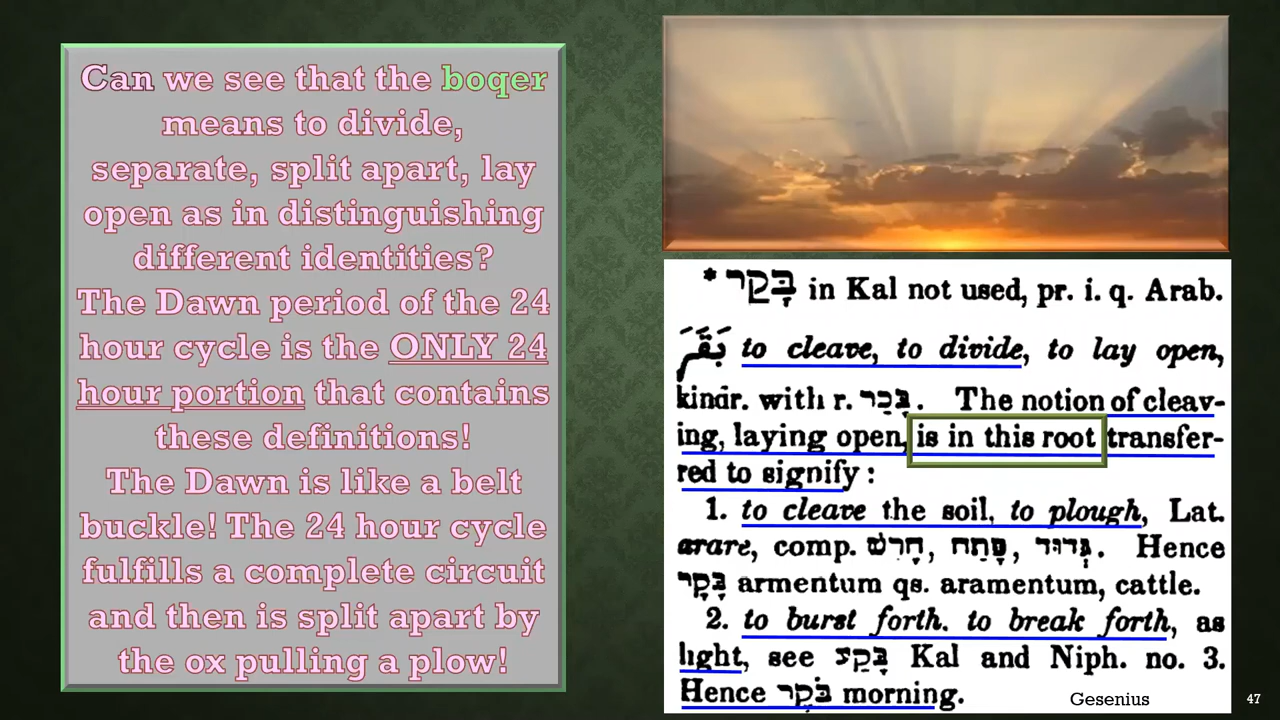 Can we see that the boqer
means to divide,
separate, split apart, lay
open as in distinguishing
different identities?
The Dawn period of the 24
hour cycle is the ONLY 24
hour portion that contains
these definitions!
The Dawn is like a belt
buckle! The 24 hour cycle
fulfills a complete circuit
and then is split apart by
the ox pulling a plow!
* בָּקַר in Kal not used, pr. i. q. Arab.
بَقَرَ to cleave, to divide, to lay open,
kindr. with r. בָּכַר. The notion of cleav-
ing, laying open, is in this root transfer-
red to signify:
1. to cleave the soil, to plough, Lat.
arare, comp. חָרַשׁ, פָּתַח, גְּדוּד. Hence
בָּקָר armentum qs. aramentum, cattle.
2. to burst forth. to break forth, as
light, see בָּקַע Kal and Niph. no. 3.
Hence בֹּקֶר morning.
Gesenius
47